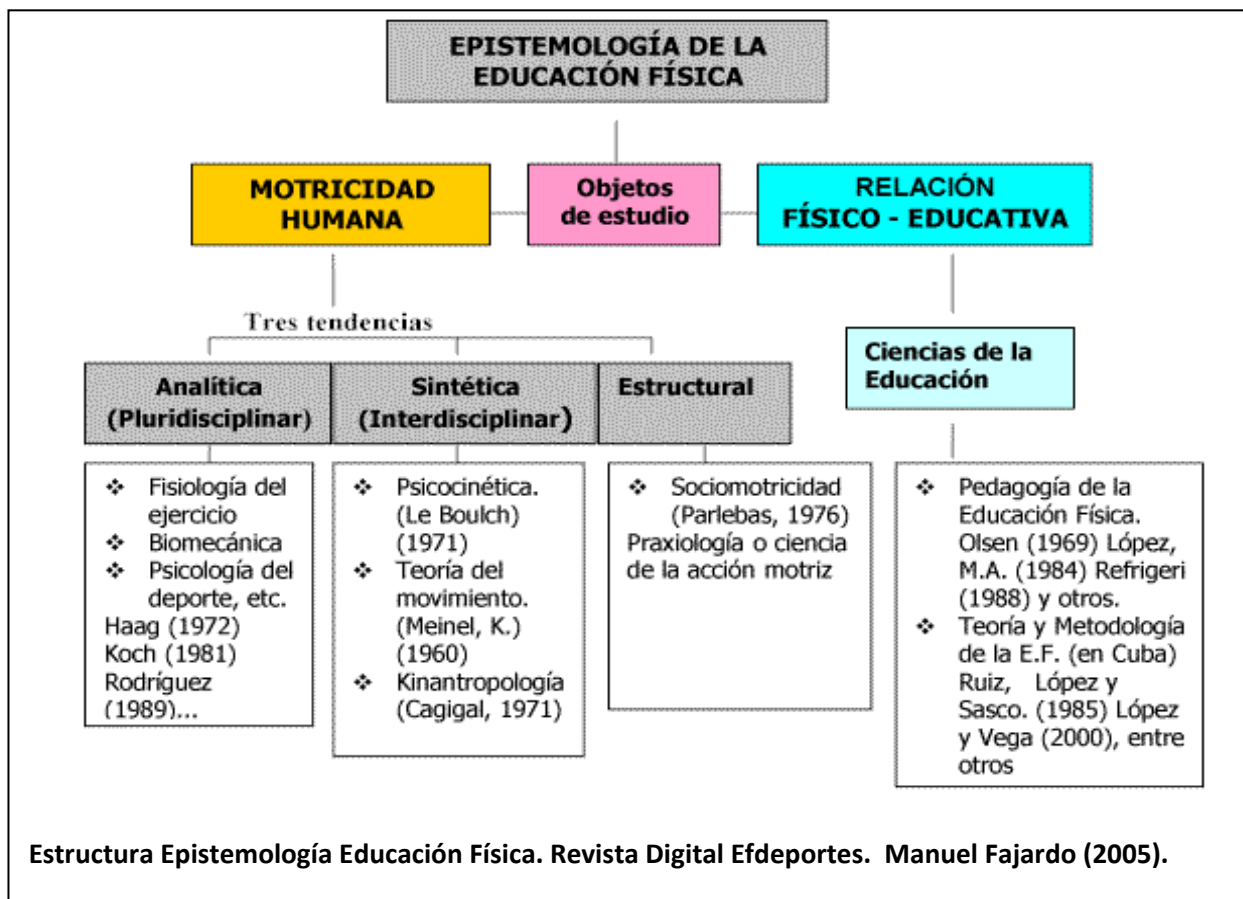 EPISTEMOLOGÍA DE LA
EDUCACIÓN FÍSICA
MOTRICIDAD
HUMANA
Objetos
de estudio
RELACIÓN
FÍSICO - EDUCATIVA
Tres tendencias
Analítica
(Pluridisciplinar)
Sintética
(Interdisciplinar)
Estructural
Ciencias de la
Educación
❖ Fisiología del
ejercicio
❖ Biomecánica
❖ Psicología del
deporte, etc.
Haag (1972)
Koch (1981)
Rodríguez
(1989)...
❖ Psicocinética.
(Le Boulch)
(1971)
❖ Teoría del
movimiento.
(Meinel, K.)
(1960)
❖ Kinantropología
(Cagigal, 1971)
❖ Sociomotricidad
(Parlebas, 1976)
Praxiología o ciencia
de la acción motriz
❖ Pedagogía de la
Educación Física.
Olsen (1969) López,
M.A. (1984) Refrigeri
(1988) y otros.
❖ Teoría y Metodología
de la E.F. (en Cuba)
Ruiz, López y
Sasco. (1985) López
y Vega (2000), entre
otros
Estructura Epistemología Educación Física. Revista Digital Efdeportes. Manuel Fajardo (2005).